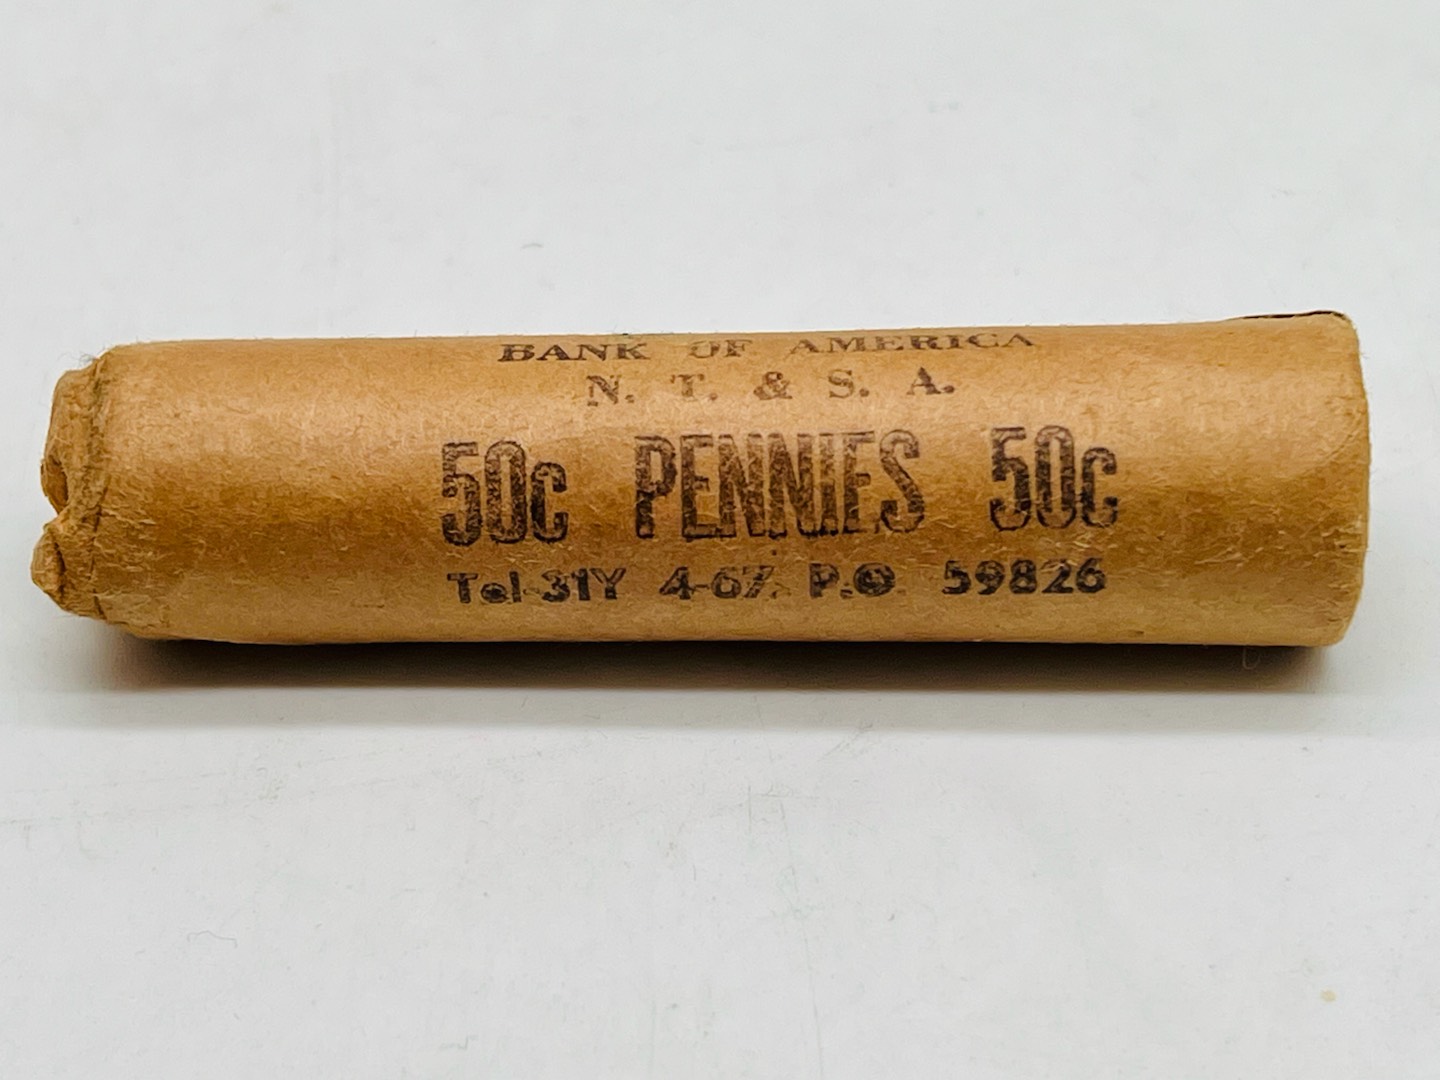 BANK OF AMERICA
N. T. & S. A.
50c PENNIES 50c
Tel-31Y 4-67 P.O. 59826